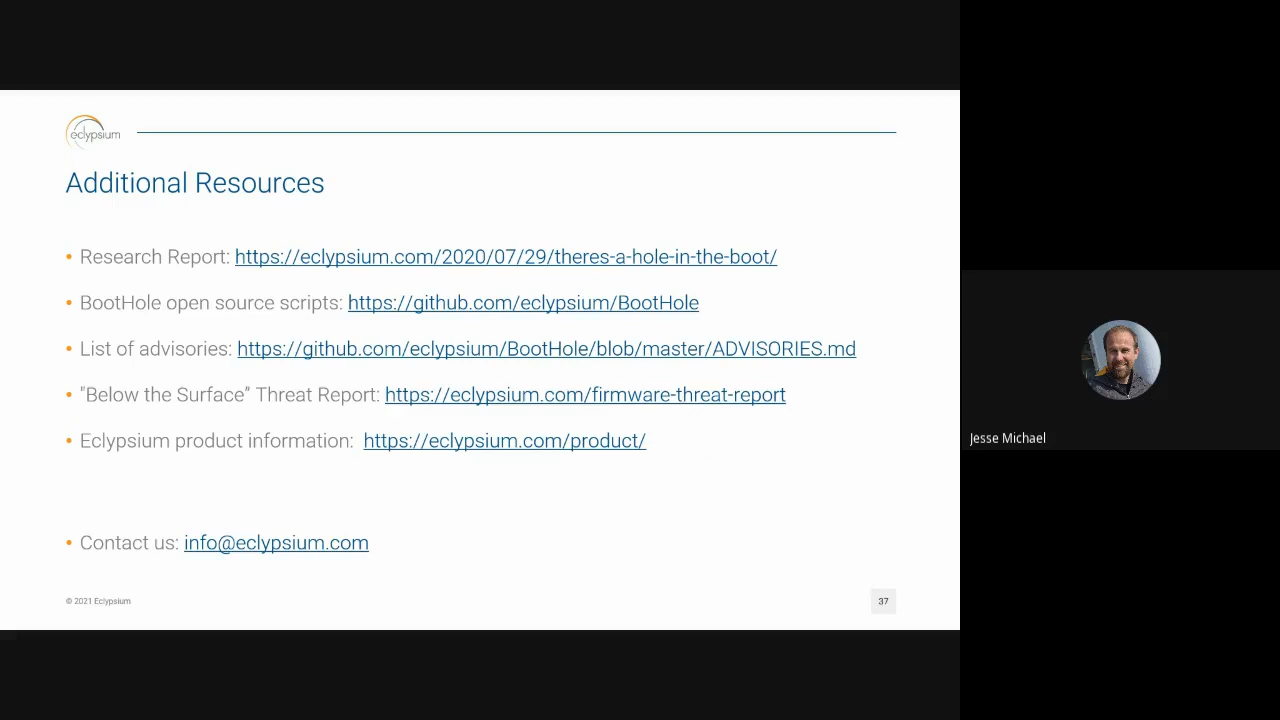 eclypsium
Additional Resources
• Research Report: https://eclypsium.com/2020/07/29/theres-a-hole-in-the-boot/
• BootHole open source scripts: https://github.com/eclypsium/BootHole
• List of advisories: https://github.com/eclypsium/BootHole/blob/master/ADVISORIES.md
• "Below the Surface” Threat Report: https://eclypsium.com/firmware-threat-report
• Eclypsium product information: https://eclypsium.com/product/
• Contact us: info@eclypsium.com
© 2021 Eclypsium
37
Jesse Michael